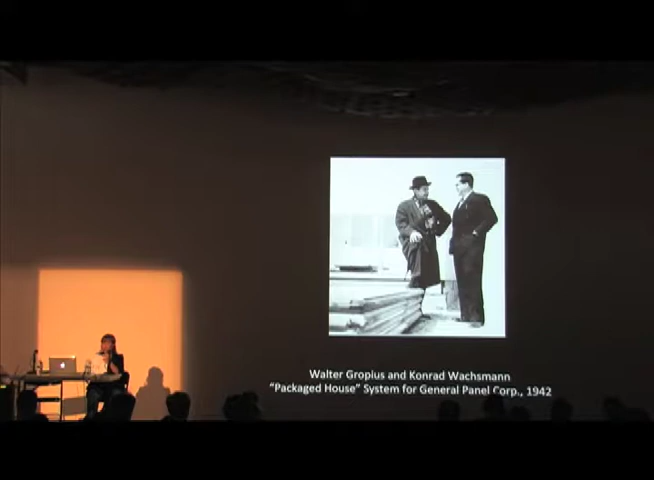 Walter Gropius and Konrad Wachsmann
“Packaged House” System for General Panel Corp., 1942